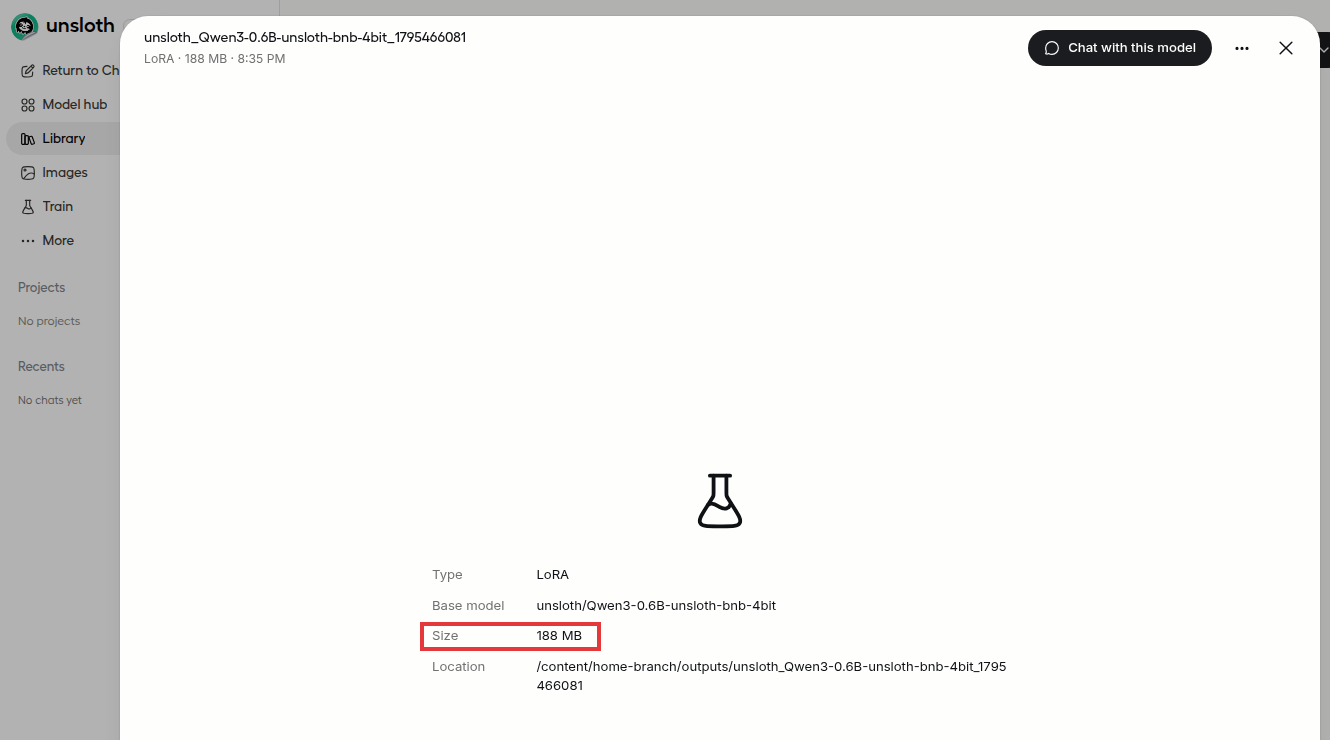 unsloth
Return to Ch
Model hub
Library
Images
Train
More
Projects
No projects
Recents
No chats yet
unsloth_Qwen3-0.6B-unsloth-bnb-4bit_1795466081
LoRA · 188 MB · 8:35 PM
Chat with this model
Type LoRA
Base model unsloth/Qwen3-0.6B-unsloth-bnb-4bit
Size 188 MB
Location /content/home-branch/outputs/unsloth_Qwen3-0.6B-unsloth-bnb-4bit_1795
466081